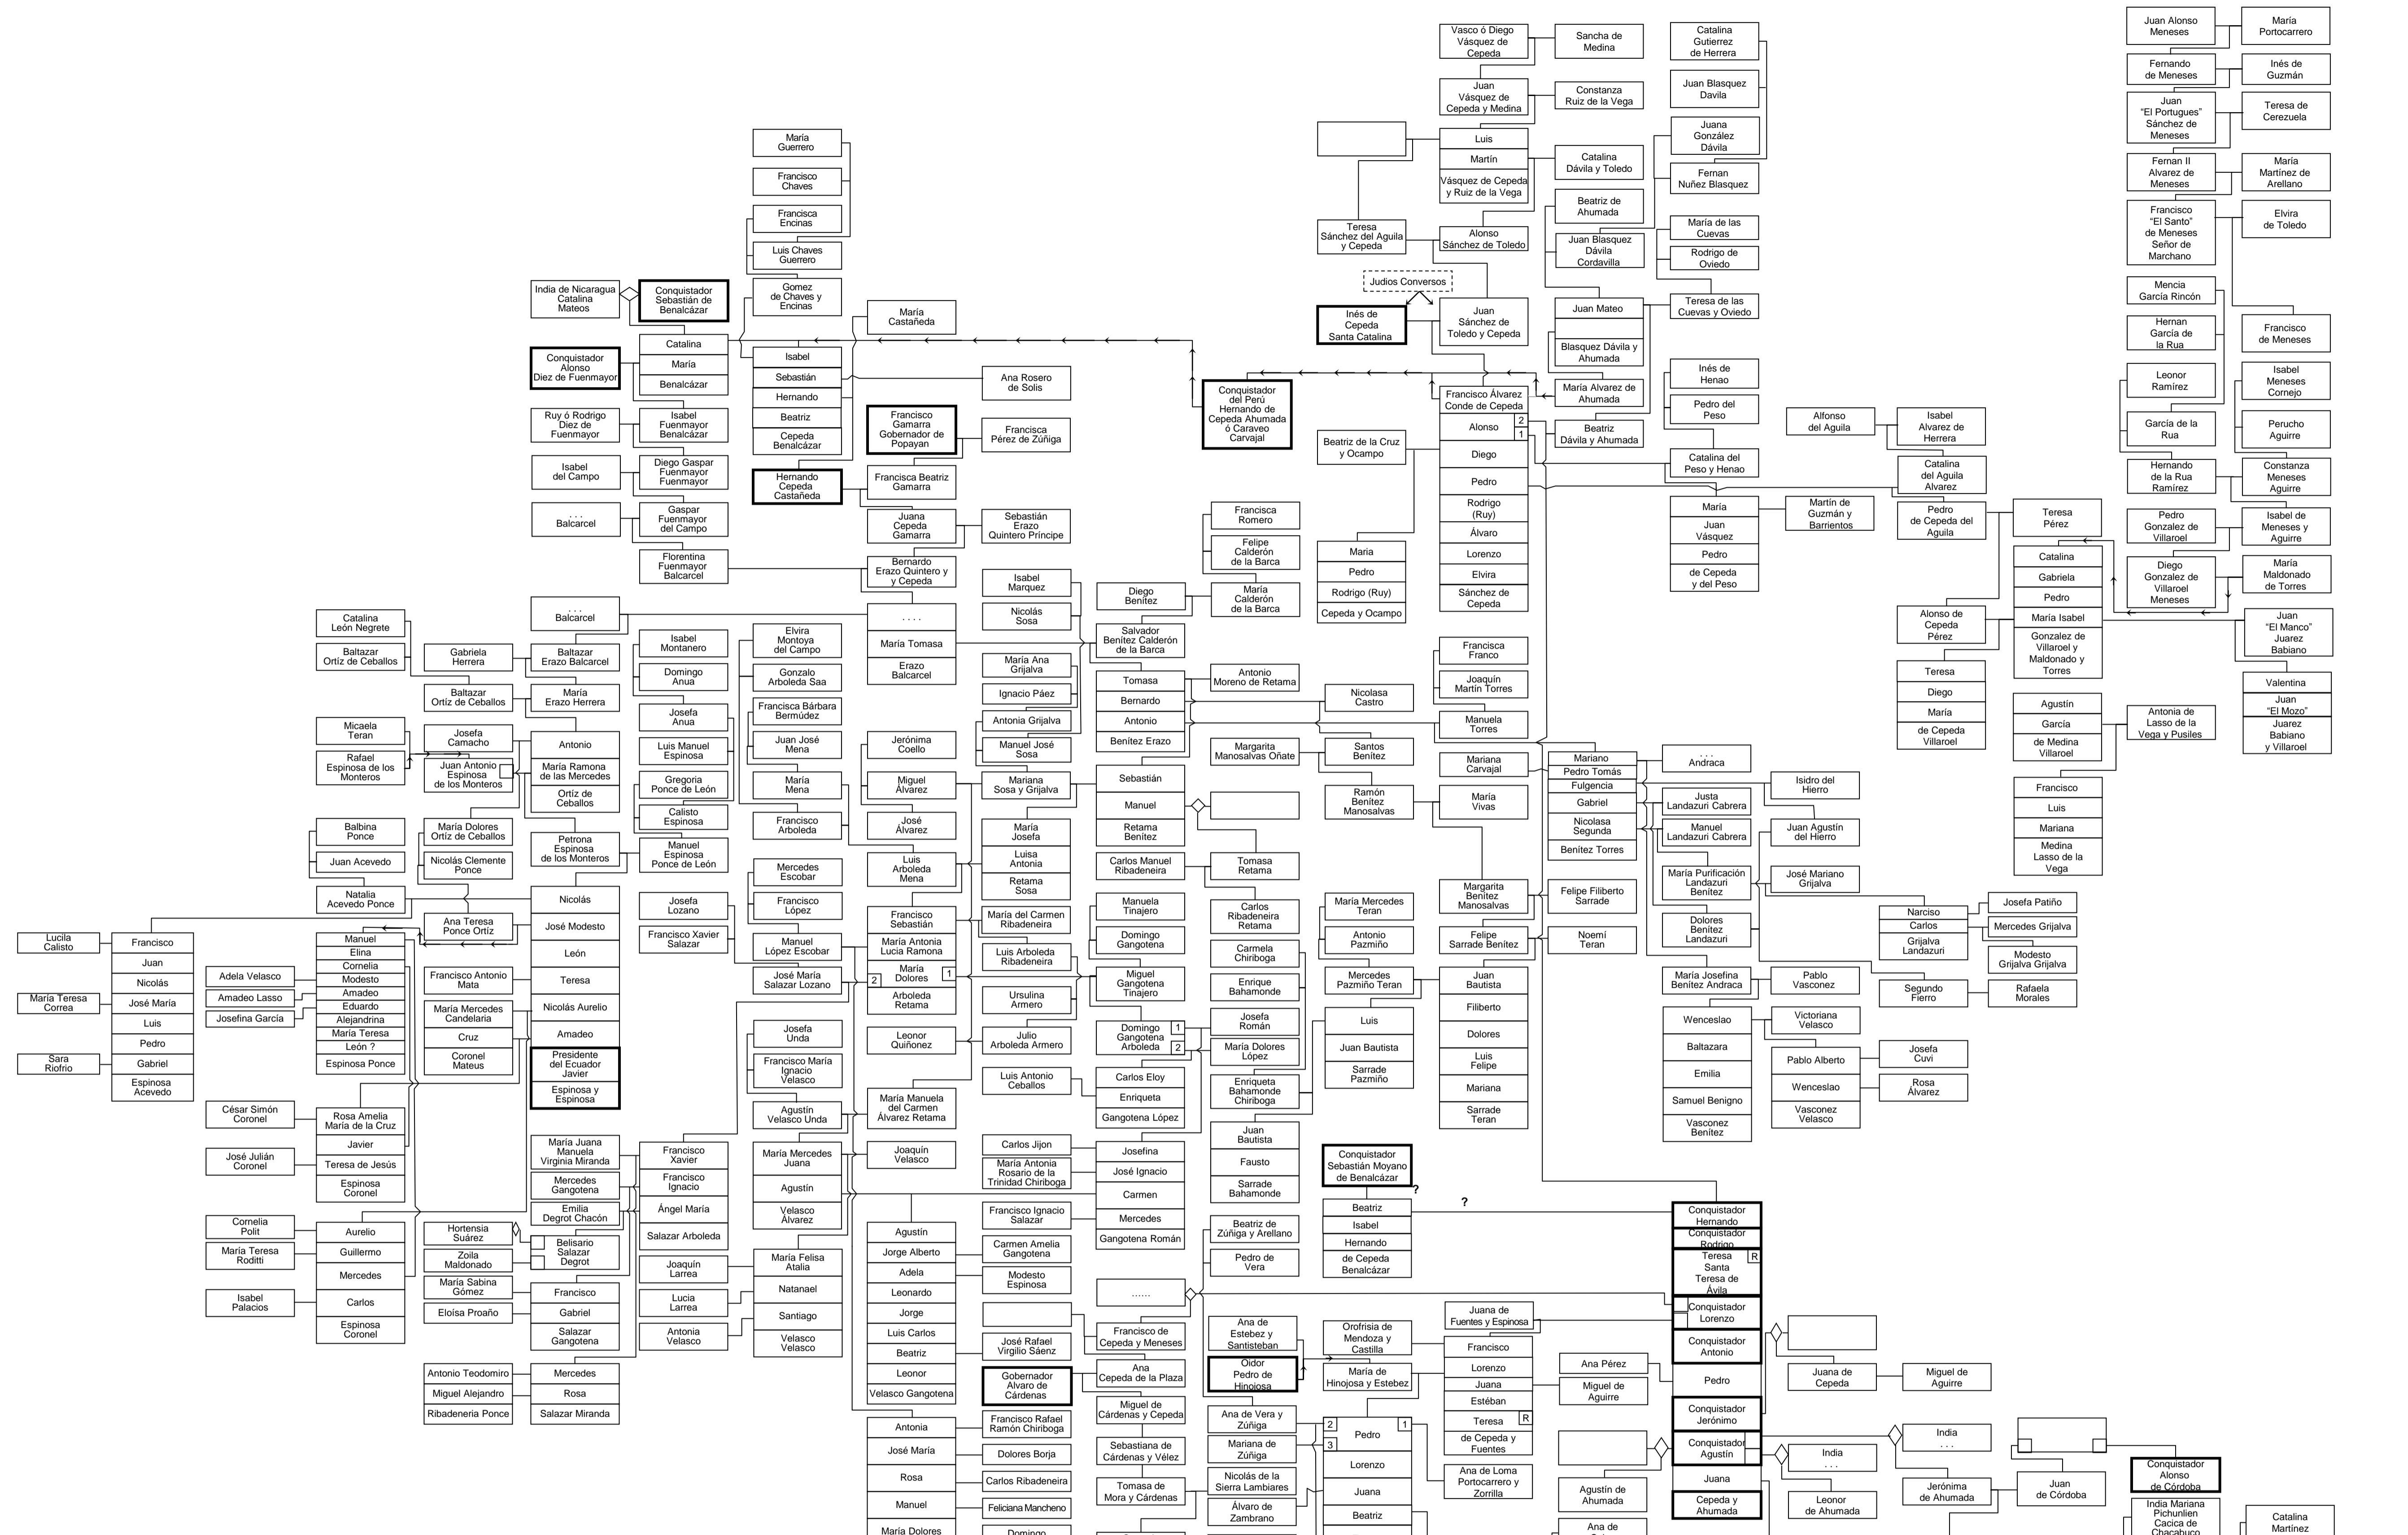 Vasco ó Diego
Vásquez de
Cepeda
Sancha de
Medina
Catalina
Gutierrez
de Herrera
Juan Alonso
Meneses
María
Portocarrero
Juan
Vásquez de
Cepeda y Medina
Constanza
Ruiz de la Vega
Juan Blasquez
Davila
Fernando
de Meneses
Inés de
Guzmán
Juan
“El Portugues”
Sánchez de
Meneses
Teresa de
Cerezuela
Luis
Martín
Vásquez de Cepeda
y Ruiz de la Vega
Catalina
Dávila y Toledo
Juana
González
Dávila
Fernan
Nuñez Blasquez
Fernan II
Alvarez de
Meneses
María
Martínez de
Arellano
Francisco
“El Santo”
de Meneses
Señor de
Marchano
Elvira
de Toledo
María
Guerrero
Francisco
Chaves
Francisca
Encinas
Luis Chaves
Guerrero
Gomez
de Chaves y
Encinas
Teresa
Sánchez del Aguila
y Cepeda
Alonso
Sánchez de Toledo
Beatriz de
Ahumada
Juan Blasquez
Dávila
Cordavilla
María de las
Cuevas
Rodrigo de
Oviedo
India de Nicaragua
Catalina
Mateos
Conquistador
Sebastián de
Benalcázar
María
Castañeda
Judios Conversos
Inés de
Cepeda
Santa Catalina
Juan
Sánchez de
Toledo y Cepeda
Juan Mateo
Blasquez Dávila y
Ahumada
Teresa de las
Cuevas y Oviedo
Mencia
García Rincón
Hernan
García de
la Rua
Francisco
de Meneses
Conquistador
Alonso
Diez de Fuenmayor
Catalina
María
Benalcázar
Isabel
Sebastián
Hernando
Beatriz
Cepeda
Benalcázar
Ana Rosero
de Solis
Conquistador
del Perú
Hernando de
Cepeda Ahumada
ó Caraveo
Carvajal
Francisco Álvarez
Conde de Cepeda
Alonso
2
1
Diego
Pedro
Rodrigo
(Ruy)
Álvaro
Lorenzo
Elvira
Sánchez de
Cepeda
María Alvarez de
Ahumada
Beatriz
Dávila y Ahumada
Inés de
Henao
Pedro del
Peso
Catalina del
Peso y Henao
Alfonso
del Aguila
Isabel
Alvarez de
Herrera
Catalina
del Aguila
Alvarez
Leonor
Ramírez
Isabel
Meneses
Cornejo
García de la
Rua
Perucho
Aguirre
Hernando
de la Rua
Ramírez
Constanza
Meneses
Aguirre
Ruy ó Rodrigo
Diez de
Fuenmayor
Isabel
Fuenmayor
Benalcázar
Francisco
Gamarra
Gobernador de
Popayan
Francisca
Pérez de Zúñiga
Isabel
del Campo
Diego Gaspar
Fuenmayor
Fuenmayor
Hernando
Cepeda
Castañeda
Francisca Beatriz
Gamarra
Beatriz de la Cruz
y Ocampo
. . .
Balcarcel
Gaspar
Fuenmayor
del Campo
Juana
Cepeda
Gamarra
Sebastián
Erazo
Quintero Príncipe
Francisca
Romero
Felipe
Calderón
de la Barca
Maria
Pedro
Rodrigo (Ruy)
Cepeda y Ocampo
María
Juan
Vásquez
Pedro
de Cepeda
y del Peso
Martín de
Guzmán y
Barrientos
Pedro
de Cepeda del
Aguila
Teresa
Pérez
Pedro
Gonzalez de
Villaroel
Isabel de
Meneses y
Aguirre
Florentina
Fuenmayor
Balcarcel
Bernardo
Erazo Quintero y
y Cepeda
Isabel
Marquez
Diego
Benítez
María
Calderón
de la Barca
Catalina
Gabriela
Pedro
María Isabel
Gonzalez de
Villaroel y
Maldonado y
Torres
Diego
Gonzalez de
Villaroel
Meneses
María
Maldonado
de Torres
Catalina
León Negrete
. . .
Balcarcel
. . . .
María Tomasa
Erazo
Balcarcel
Nicolás
Sosa
Salvador
Benítez Calderón
de la Barca
Alonso de
Cepeda
Pérez
Juan
“El Manco”
Juarez
Babiano
Baltazar
Ortíz de Ceballos
Gabriela
Herrera
Baltazar
Erazo Balcarcel
Isabel
Montanero
Domingo
Anua
Elvira
Montoya
del Campo
Gonzalo
Arboleda Saa
María Ana
Grijalva
Ignacio Páez
Tomasa
Bernardo
Antonio
Benítez Erazo
Antonio
Moreno de Retama
Nicolasa
Castro
Francisca
Franco
Joaquín
Martín Torres
Manuela
Torres
Teresa
Diego
María
de Cepeda
Villaroel
Agustín
García
de Medina
Villaroel
Antonia de
Lasso de la
Vega y Pusiles
Valentina
Juan
“El Mozo”
Juarez
Babiano
y Villaroel
Baltazar
Ortíz de Ceballos
María
Erazo Herrera
Micaela
Teran
Josefa
Camacho
Antonio
María Ramona
de las Mercedes
Ortíz de
Ceballos
Josefa
Anua
Luis Manuel
Espinosa
Francisca Bárbara
Bermúdez
Juan José
Mena
Jerónima
Coello
Miguel
Álvarez
José
Álvarez
Antonia Grijalva
Manuel José
Sosa
Mariana
Sosa y Grijalva
Rafael
Espinosa de los
Monteros
Juan Antonio
Espinosa
de los Monteros
Gregoria
Ponce de León
Calisto
Espinosa
María
Mena
Francisco
Arboleda
Sebastián
Manuel
Retama
Benítez
Margarita
Manosalvas Oñate
Santos
Benítez
Ramón
Benítez
Manosalvas
Mariana
Carvajal
María
Vivas
Mariano
Pedro Tomás
Fulgencia
Gabriel
Nicolasa
Segunda
Benítez Torres
. . .
Andraca
Isidro del
Hierro
Justa
Landazuri Cabrera
Manuel
Landazuri Cabrera
Juan Agustín
del Hierro
Francisco
Luis
Mariana
Medina
Lasso de la
Vega
Balbina
Ponce
Juan Acevedo
Natalia
Acevedo Ponce
María Dolores
Ortíz de Ceballos
Nicolás Clemente
Ponce
Petrona
Espinosa
de los Monteros
Manuel
Espinosa
Ponce de León
Mercedes
Escobar
Francisco
López
Manuel
López Escobar
Luis
Arboleda
Mena
María
Josefa
Luisa
Antonia
Retama
Sosa
Carlos Manuel
Ribadeneira
Tomasa
Retama
Margarita
Benítez
Manosalvas
Felipe Filiberto
Sarrade
María Purificación
Landazuri
Benítez
José Mariano
Grijalva
Dolores
Benítez
Landazuri
Narciso
Carlos
Grijalva
Landazuri
Josefa Patiño
Mercedes Grijalva
Modesto
Grijalva Grijalva
Lucila
Calisto
Francisco
Juan
Nicolás
José María
Luis
Pedro
Gabriel
Espinosa
Acevedo
María Teresa
Correa
Sara
Riofrio
Adela Velasco
Amadeo Lasso
Josefina García
Manuel
Elina
Cornelia
Modesto
Amadeo
Eduardo
Alejandrina
María Teresa
León ?
Espinosa Ponce
Ana Teresa
Ponce Ortíz
Francisco Antonio
Mata
María Mercedes
Candelaria
Cruz
Coronel
Mateus
Nicolás
José Modesto
León
Teresa
Nicolás Aurelio
Amadeo
Presidente
del Ecuador
Javier
Espinosa y
Espinosa
Josefa
Lozano
Francisco Xavier
Salazar
José María
Salazar Lozano
Francisco
Sebastián
María Antonia
Lucia Ramona
María
Dolores
2
1
Arboleda
Retama
María del Carmen
Ribadeneira
Luis Arboleda
Ribadeneira
Ursulina
Armero
Julio
Arboleda Armero
Leonor
Quiñonez
Manuela
Tinajero
Domingo
Gangotena
Miguel
Gangotena
Tinajero
Domingo
Gangotena
Arboleda
1
2
Carlos
Ribadeneira
Retama
Carmela
Chiriboga
Enrique
Bahamonde
Josefa
Román
María Dolores
López
Enriqueta
Bahamonde
Chiriboga
María Mercedes
Teran
Antonio
Pazmiño
Mercedes
Pazmiño Teran
Felipe
Sarrade Benítez
Noemí
Teran
Juan
Bautista
Filiberto
Dolores
Luis
Felipe
Mariana
Sarrade
Teran
Luis
Juan Bautista
Sarrade
Pazmiño
María Josefina
Benítez Andraca
Pablo
Vasconez
Segundo
Fierro
Rafaela
Morales
Wenceslao
Baltazara
Emilia
Samuel Benigno
Vasconez
Benítez
Victoriana
Velasco
Pablo Alberto
Wenceslao
Vasconez
Velasco
Josefa
Cuvi
Rosa
Álvarez
Josefa
Unda
Francisco María
Ignacio
Velasco
Agustín
Velasco Unda
María Manuela
del Carmen
Álvarez Retama
Joaquín
Velasco
Luis Antonio
Ceballos
Carlos Eloy
Enriqueta
Gangotena López
César Simón
Coronel
José Julián
Coronel
Rosa Amelia
María de la Cruz
Javier
Teresa de Jesús
Espinosa
Coronel
María Juana
Manuela
Virginia Miranda
Mercedes
Gangotena
Emilia
Degrot Chacón
Francisco
Xavier
Francisco
Ignacio
Ángel María
Salazar Arboleda
María Mercedes
Juana
Agustín
Velasco
Álvarez
Carlos Jijon
María Antonia
Rosario de la
Trinidad Chiriboga
Francisco Ignacio
Salazar
Josefina
José Ignacio
Carmen
Mercedes
Gangotena Román
Juan
Bautista
Fausto
Sarrade
Bahamonde
Conquistador
Sebastián Moyano
de Benalcázar
?
?
Beatriz
Isabel
Hernando
de Cepeda
Benalcázar
Cornelia
Polit
María Teresa
Roditti
Isabel
Palacios
Aurelio
Guillermo
Mercedes
Carlos
Espinosa
Coronel
Hortensia
Suárez
Zoila
Maldonado
María Sabina
Gómez
Eloísa Proaño
Belisario
Salazar
Degrot
Francisco
Gabriel
Salazar
Gangotena
Joaquín
Larrea
Lucia
Larrea
Antonia
Velasco
María Felisa
Atalia
Natanael
Santiago
Velasco
Velasco
Agustín
Jorge Alberto
Adela
Leonardo
Jorge
Luis Carlos
Beatriz
Leonor
Velasco Gangotena
Carmen Amelia
Gangotena
Modesto
Espinosa
José Rafael
Virgilio Sáenz
Beatriz de
Zúñiga y Arellano
Pedro de
Vera
......
Francisco de
Cepeda y Meneses
Ana
Cepeda de la Plaza
Gobernador
Alvaro de
Cárdenas
Miguel de
Cárdenas y Cepeda
Sebastiana de
Cárdenas y Vélez
Tomasa de
Mora y Cárdenas
Ana de
Estebez y
Santisteban
Oidor
Pedro de
Hinojosa
Ana de Vera y
Zúñiga
Mariana de
Zúñiga
Nicolás de la
Sierra Lambiares
Álvaro de
Zambrano
Orofrisia de
Mendoza y
Castilla
María de
Hinojosa y Estebez
2
1
Pedro
3
Lorenzo
Juana
Beatriz
Juana de
Fuentes y Espinosa
Francisco
Lorenzo
Juana
Estéban
Teresa
R
de Cepeda y
Fuentes
Ana de Loma
Portocarrero y
Zorrilla
Ana Pérez
Miguel de
Aguirre
Conquistador
Hernando
Conquistador
Rodrigo
Teresa
R
Santa
Teresa de
Ávila
Conquistador
Lorenzo
Conquistador
Antonio
Pedro
Conquistador
Jerónimo
Conquistador
Agustín
Juana
Cepeda y
Ahumada
Juana de
Cepeda
Miguel de
Aguirre
India
. . .
India
. . .
Agustín de
Ahumada
Leonor
de Ahumada
Jerónima
de Ahumada
Juan
de Córdoba
Conquistador
Alonso
de Córdoba
India Mariana
Pichunlien
Cacica de
Chacabuco
Catalina
Martínez
Ana de
Antonio Teodomiro
Miguel Alejandro
Ribadeneria Ponce
Mercedes
Rosa
Salazar Miranda
Antonia
José María
Rosa
Manuel
María Dolores
Francisco Rafael
Ramón Chiriboga
Dolores Borja
Carlos Ribadeneira
Feliciana Mancheno
Domingo